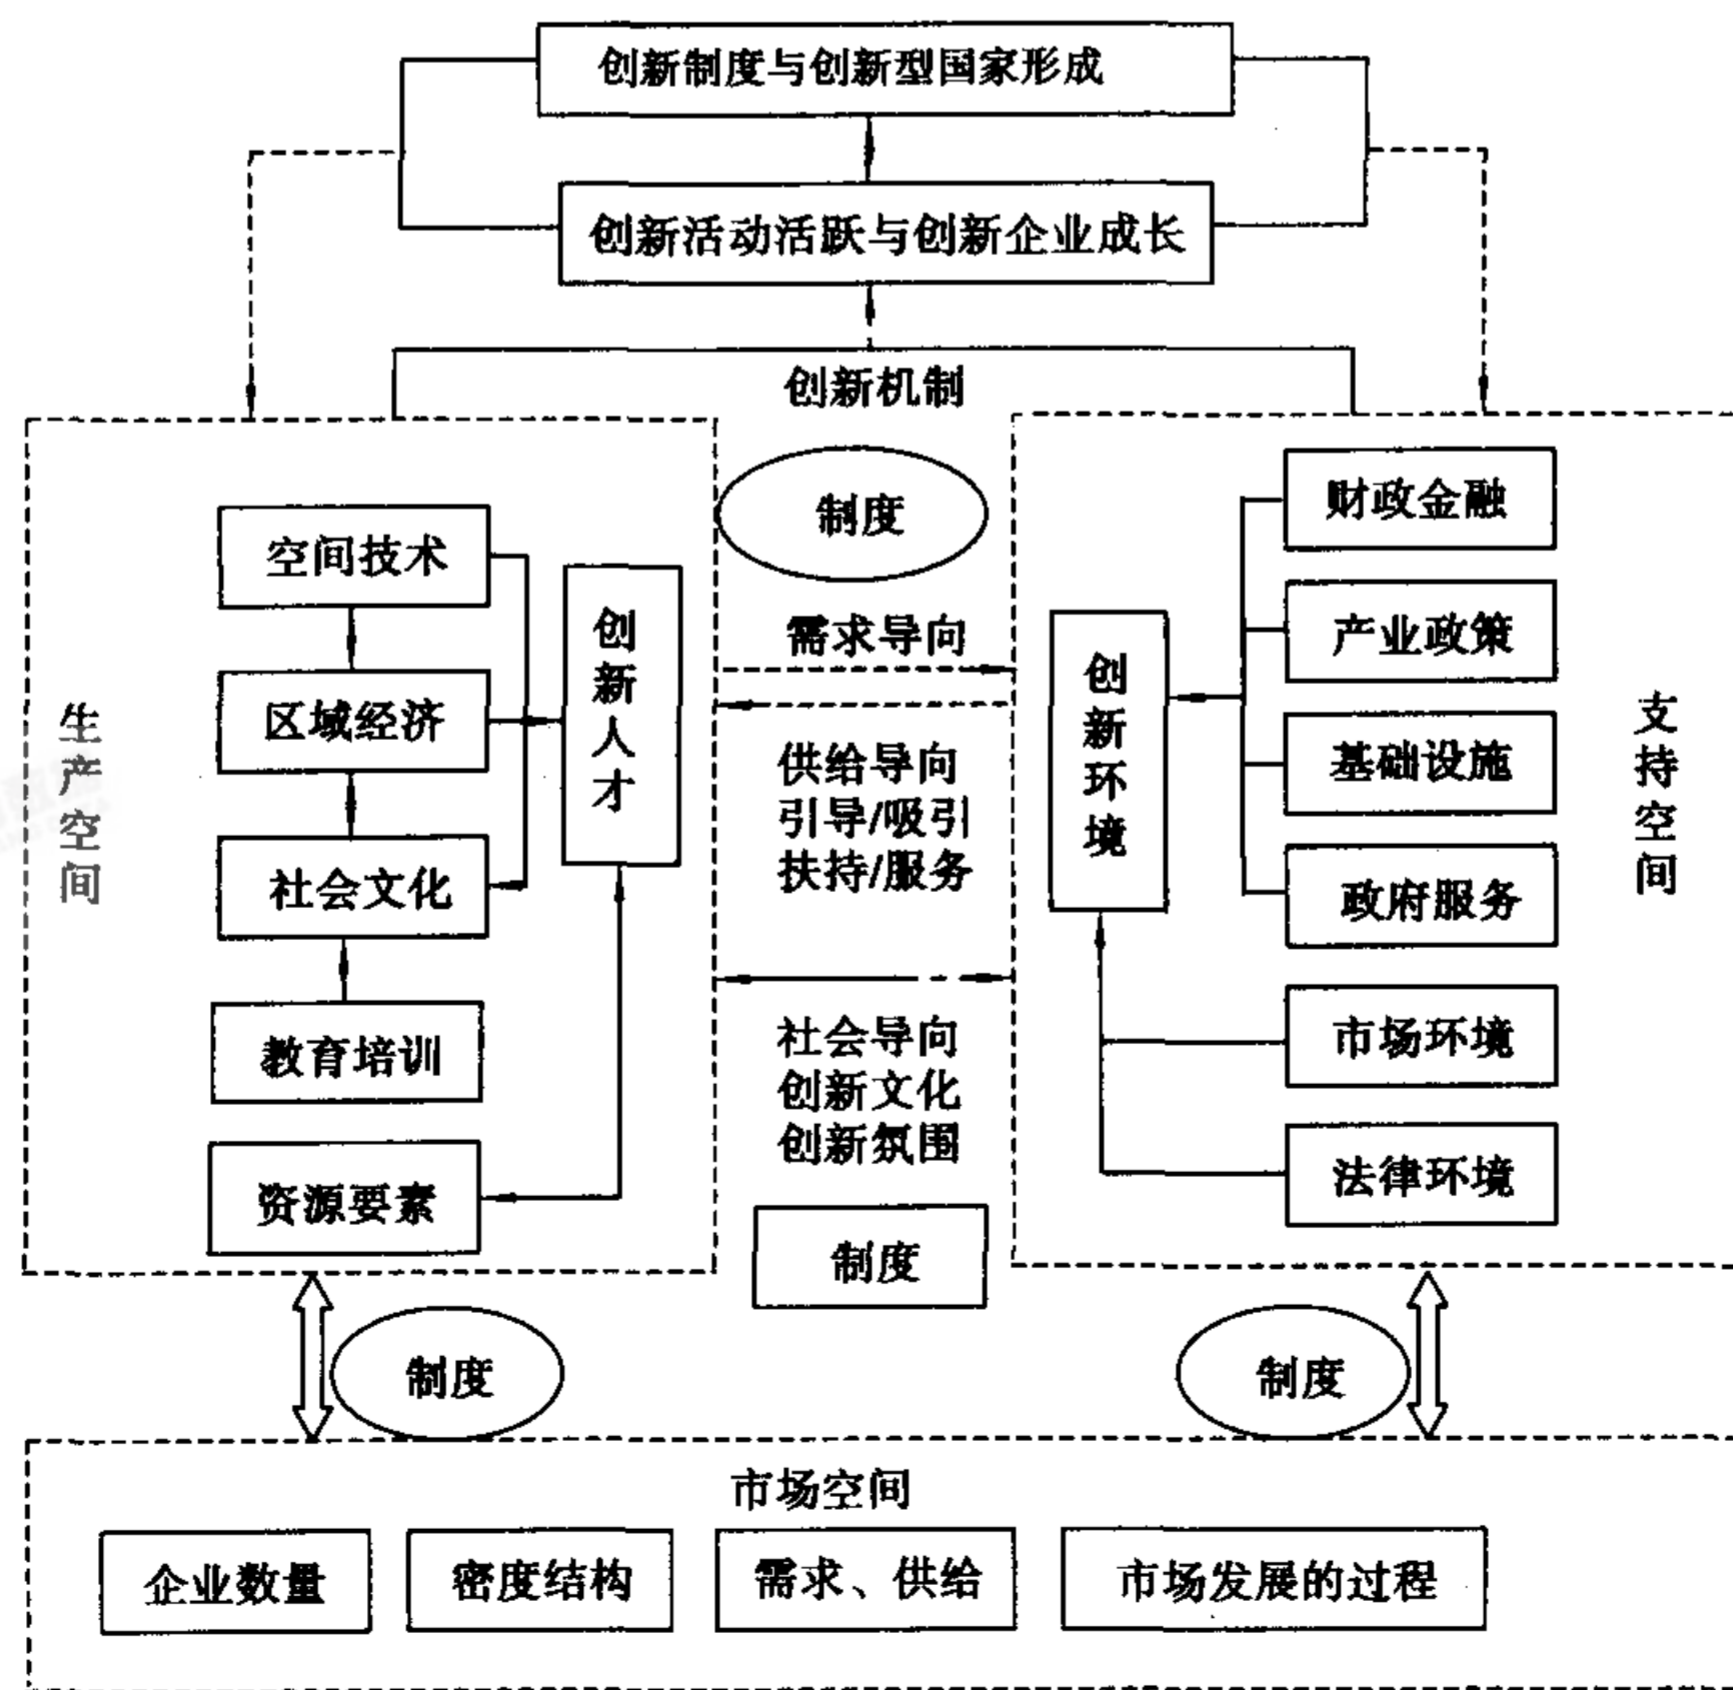 创新制度与创新型国家形成
创新活动活跃与创新企业成长
创新机制
生产空间
空间技术
区域经济
社会文化
教育培训
资源要素
创新人才
制度
需求导向
供给导向
引导/吸引
扶持/服务
社会导向
创新文化
创新氛围
制度
创新环境
财政金融
产业政策
基础设施
政府服务
市场环境
法律环境
支持空间
制度
制度
市场空间
企业数量
密度结构
需求、供给
市场发展的过程